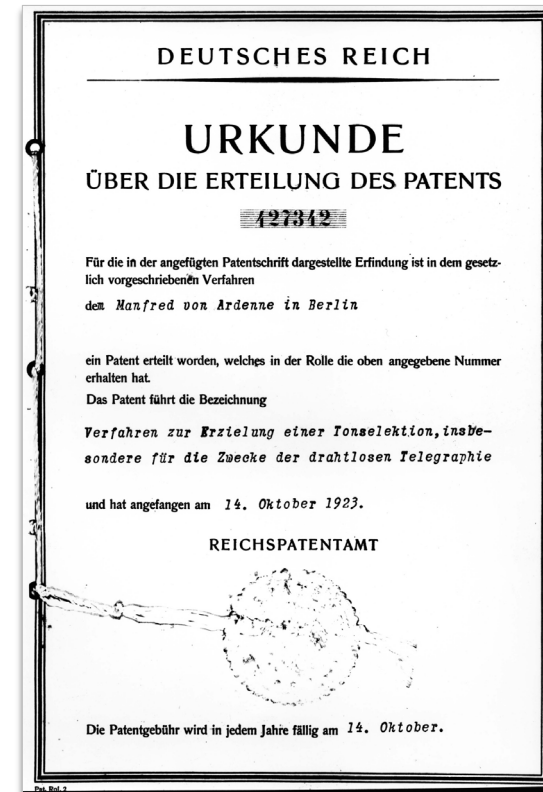 DEUTSCHES REICH
URKUNDE
ÜBER DIE ERTEILUNG DES PATENTS
427342
Für die in der angefügten Patentschrift dargestellte Erfindung ist in dem gesetz-
lich vorgeschriebenen Verfahren
dem Manfred von Ardenne in Berlin
ein Patent erteilt worden, welches in der Rolle die oben angegebene Nummer
erhalten hat.
Das Patent führt die Bezeichnung
Verfahren zur Erzielung einer Tonselektion, insbe-
sondere für die Zwecke der drahtlosen Telegraphie
und hat angefangen am 14. Oktober 1923.
REICHSPATENTAMT
Die Patentgebühr wird in jedem Jahre fällig am 14. Oktober.
Pat. Rol. 2